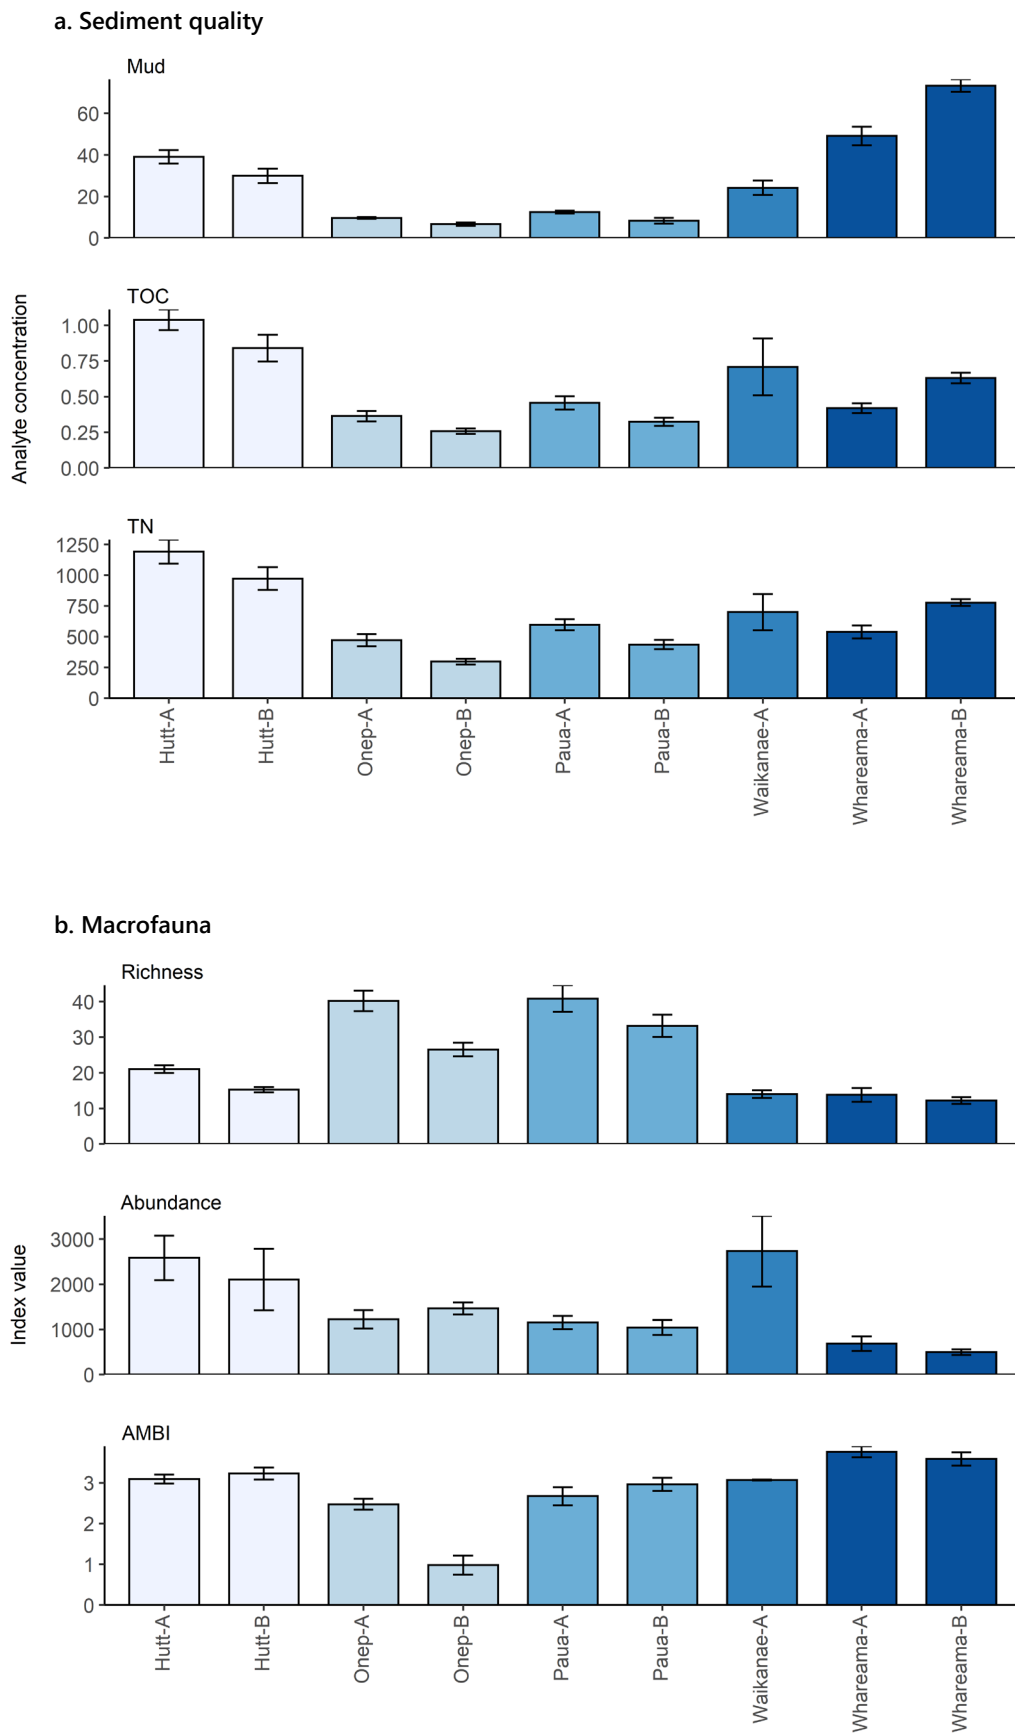 a. Sediment quality
Mud
60
40
20
0
TOC
1.00
0.75
0.50
0.25
0.00
Analyte concentration
TN
1250
1000
750
500
250
0
Hutt-A
Hutt-B
Onep-A
Onep-B
Paua-A
Paua-B
Waikanae-A
Whareama-A
Whareama-B
b. Macrofauna
Richness
40
30
20
10
0
Abundance
3000
2000
1000
0
Index value
AMBI
3
2
1
0
Hutt-A
Hutt-B
Onep-A
Onep-B
Paua-A
Paua-B
Waikanae-A
Whareama-A
Whareama-B